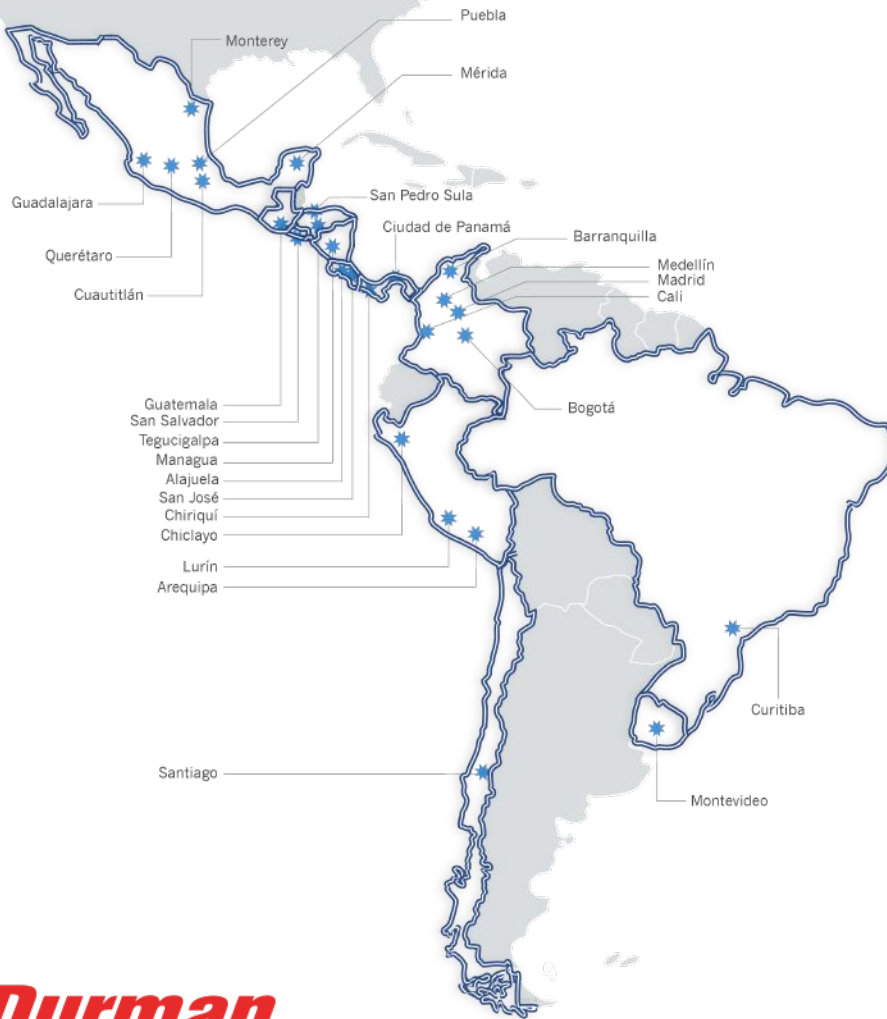 Puebla
Monterey
Mérida
San Pedro Sula
Guadalajara
Ciudad de Panamá
Barranquilla
Querétaro
Medellín
Madrid
Cuautitlán
Cali
Guatemala
Bogotá
San Salvador
Tegucigalpa
Managua
Alajuela
San José
Chiriquí
Chiclayo
Lurín
Arequipa
Curitiba
Santiago
Montevideo
Durman